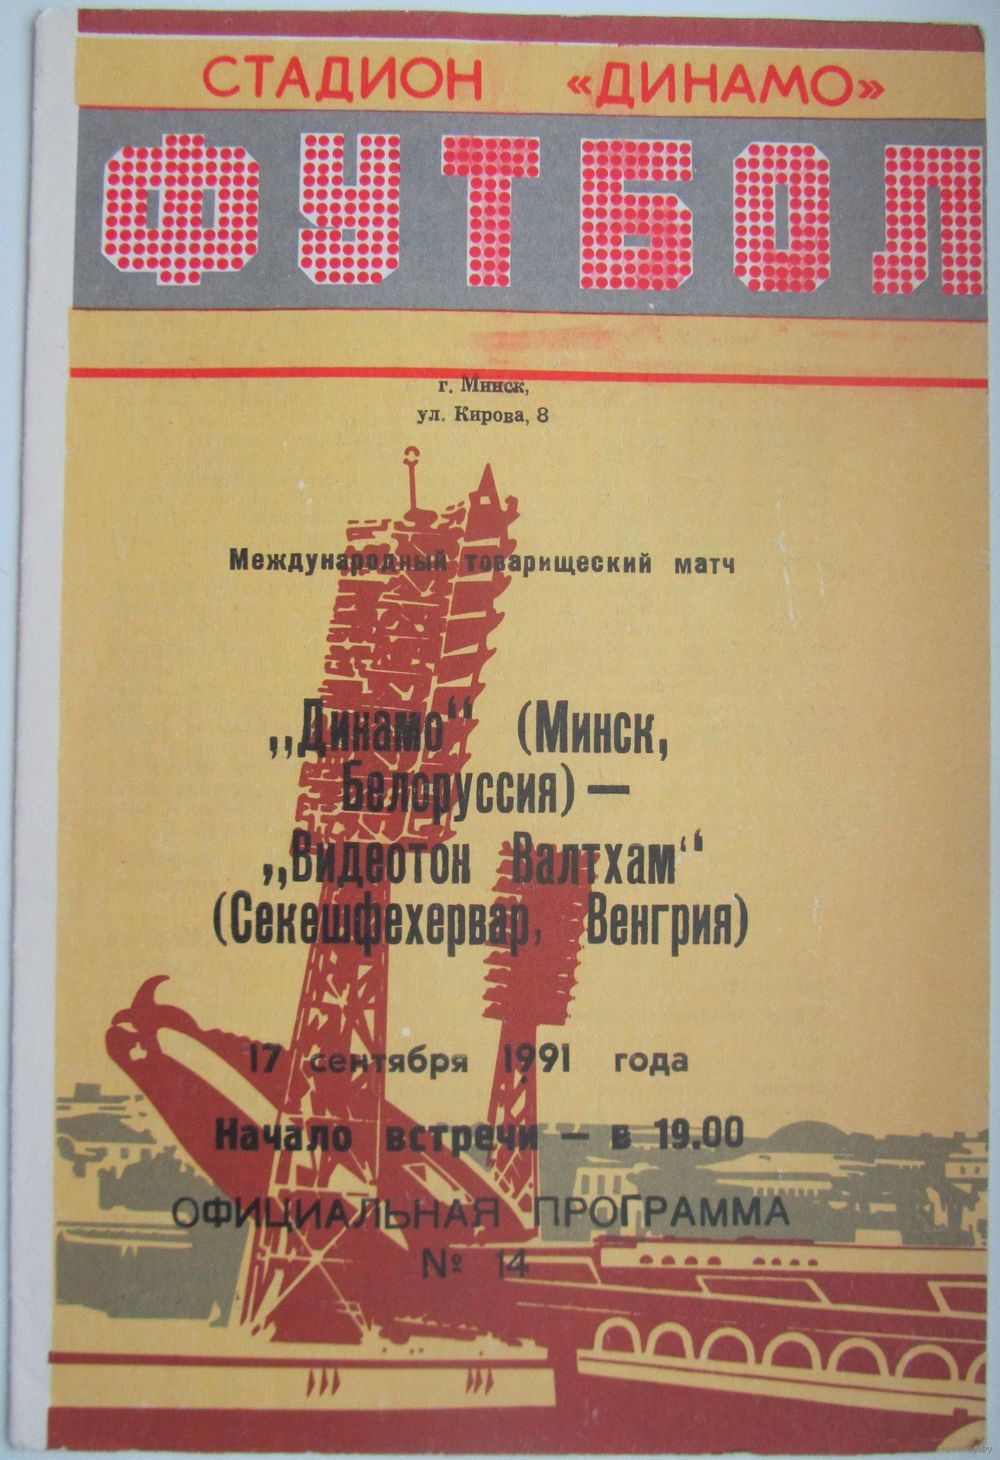 СТАДИОН «ДИНАМО»
ФУТБОЛ
г. Минск,
ул. Кирова, 8
Международный товарищеский матч
„Динамо“ (Минск,
Белоруссия) —
„Видеотон Валтхам“
(Секешфехервар, Венгрия)
17 сентября 1991 года
Начало встречи — в 19.00
ОФИЦИАЛЬНАЯ ПРОГРАММА
№ 14